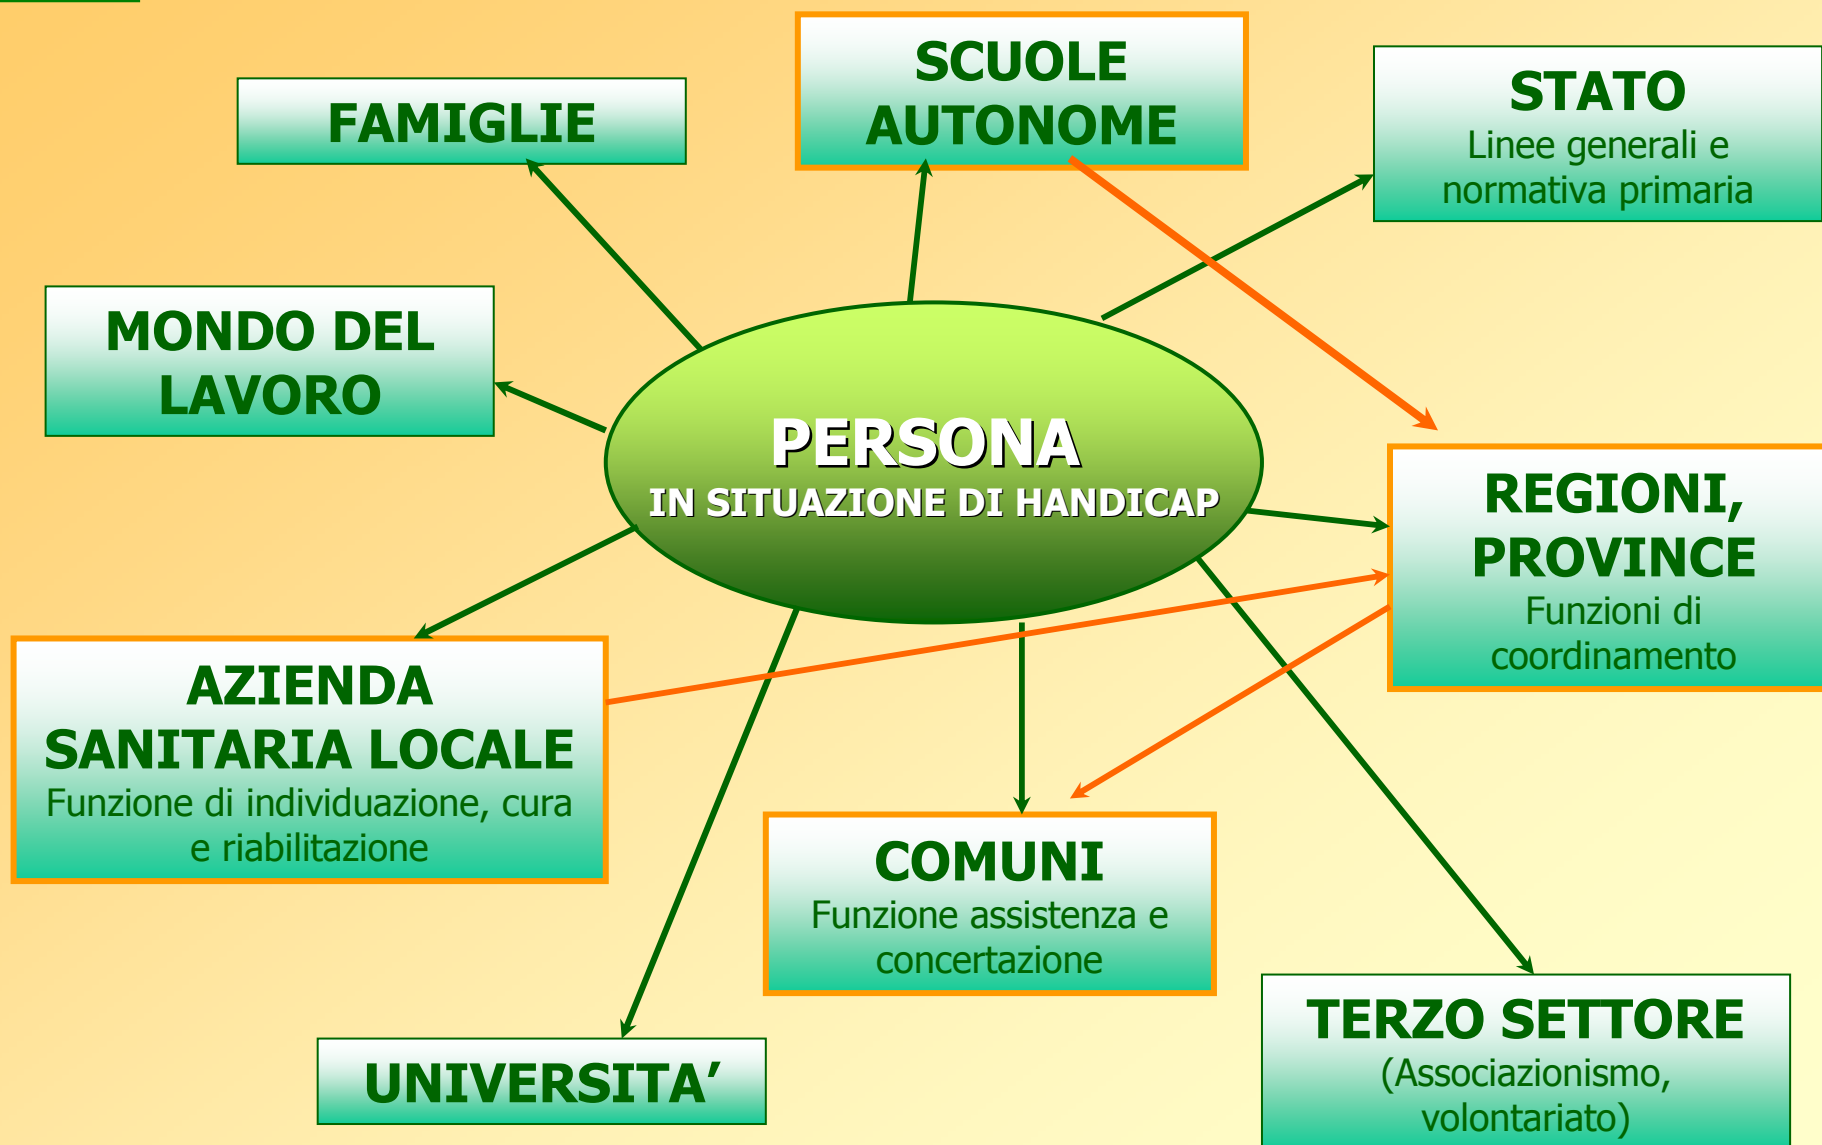 SCUOLE
AUTONOME
FAMIGLIE
STATO
Linee generali e
normativa primaria
MONDO DEL
LAVORO
PERSONA
IN SITUAZIONE DI HANDICAP
REGIONI,
PROVINCE
Funzioni di
coordinamento
AZIENDA
SANITARIA LOCALE
Funzione di individuazione, cura
e riabilitazione
COMUNI
Funzione assistenza e
concertazione
UNIVERSITA’
TERZO SETTORE
(Associazionismo,
volontariato)